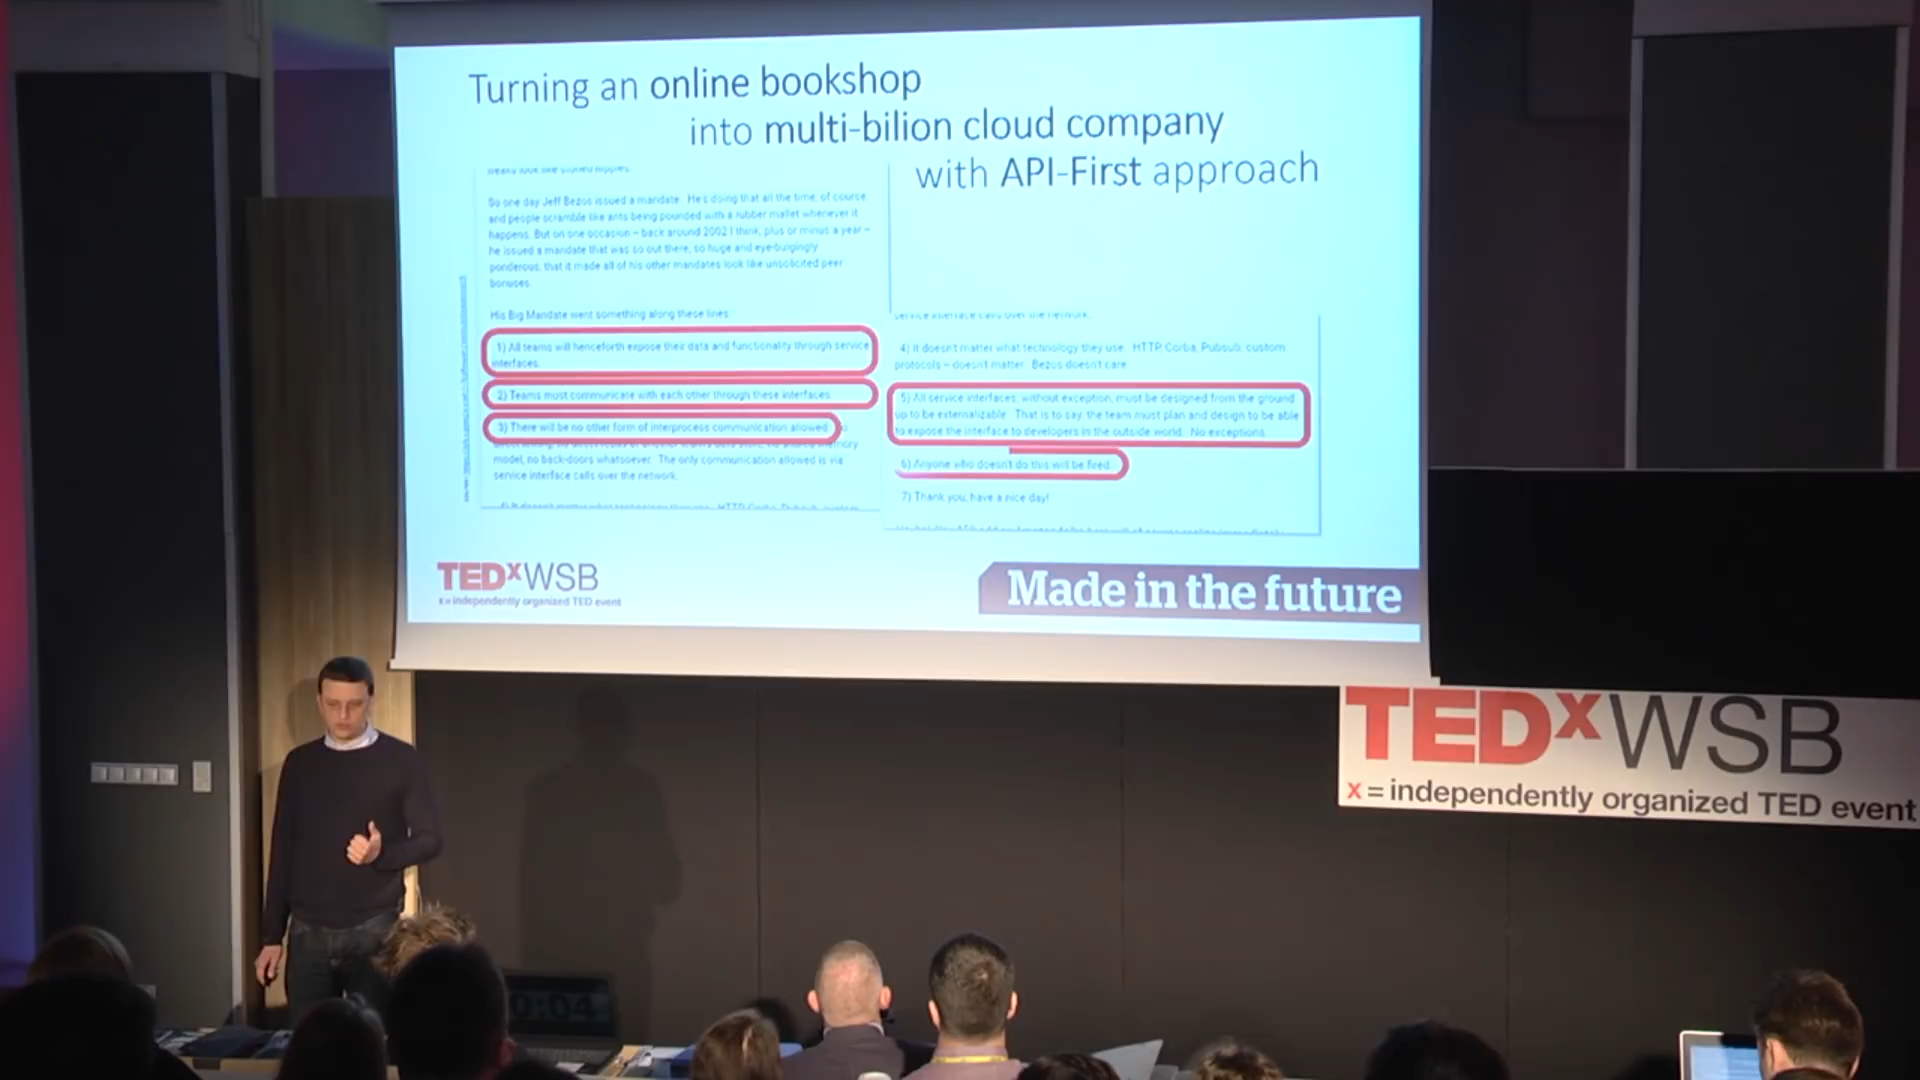 Turning an online bookshop
into multi-bilion cloud company
with API-First approach
So one day Jeff Bezos issued a mandate. He's doing that all the time, of course,
and people scramble like ants being pounded with a rubber mallet whenever it
happens. But on one occasion – back around 2002 I think, plus or minus a year –
he issued a mandate that was so out there, so huge and eye-bulgingly
ponderous, that it made all of his other mandates look like unsolicited peer
bonuses.
His Big Mandate went something along these lines:
1) All teams will henceforth expose their data and functionality through service
interfaces.
2) Teams must communicate with each other through these interfaces.
3) There will be no other form of interprocess communication allowed
model, no back-doors whatsoever. The only communication allowed is via
service interface calls over the network.
service interface calls over the network.
4) It doesn't matter what technology they use. HTTP, Corba, Pubsub, custom
protocols – doesn't matter. Bezos doesn't care.
5) All service interfaces, without exception, must be designed from the ground
up to be externalizable. That is to say, the team must plan and design to be able
to expose the interface to developers in the outside world. No exceptions.
6) Anyone who doesn't do this will be fired.
7) Thank you; have a nice day!
TEDxWSB
x = independently organized TED event
Made in the future
TEDxWSB
x = independently organized TED event
0:04